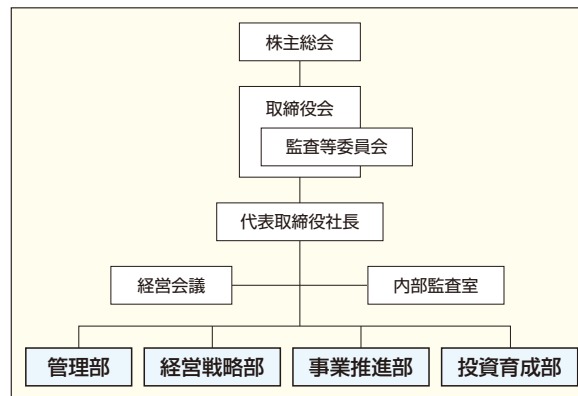 株主総会
取締役会
監査等委員会
代表取締役社長
経営会議
内部監査室
管理部
経営戦略部
事業推進部
投資育成部